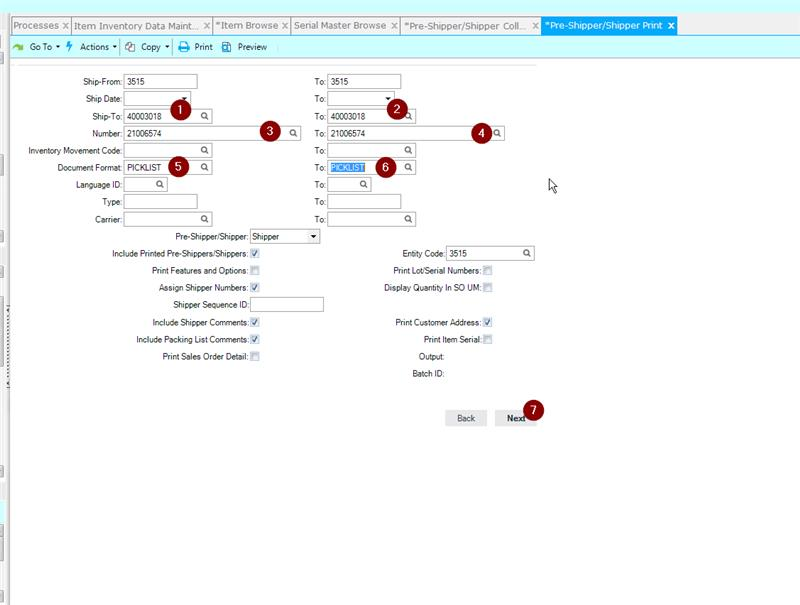 Processes x Item Inventory Data Maint... x *Item Browse x Serial Master Browse x *Pre-Shipper/Shipper Coll... x *Pre-Shipper/Shipper Print x
Go To Actions Copy Print Preview
Ship-From: 3515 To: 3515
Ship Date: To:
1 2
Ship-To: 40003018 To: 40003018
Number: 21006574 3 To: 21006574 4
Inventory Movement Code: To:
Document Format: PICKLIST 5 To: PICKLIST 6
Language ID: To:
Type: To:
Carrier: To:
Pre-Shipper/Shipper: Shipper
Include Printed Pre-Shippers/Shippers: Entity Code: 3515
Print Features and Options: Print Lot/Serial Numbers:
Assign Shipper Numbers: Display Quantity In SO UM:
Shipper Sequence ID:
Include Shipper Comments: Print Customer Address:
Include Packing List Comments: Print Item Serial:
Print Sales Order Detail: Output:
Batch ID:
Back Next 7